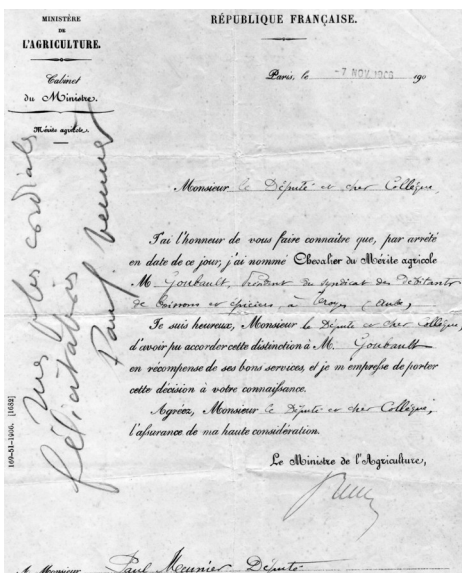 MINISTÈRE
DE
L'AGRICULTURE.
Cabinet
du Ministre.
Mérite agricole.
RÉPUBLIQUE FRANÇAISE.
Paris, le -7 NOV. 1906 190
Monsieur le Député et cher Collègue,
J'ai l'honneur de vous faire connaître que, par arrêté
en date de ce jour, j'ai nommé Chevalier du Mérite agricole
M. Goubault, Président du syndicat des débitants
de boissons et épiciers à Troyes (Aube)
Je suis heureux, Monsieur le Député et cher Collègue,
d'avoir pu accorder cette distinction à M. Goubault
en récompense de ses bons services, et je m'empresse de porter
cette décision à votre connaissance.
Agréez, Monsieur le Député et cher Collègue,
l'assurance de ma haute considération.
Le Ministre de l'Agriculture,
A Monsieur Paul Meunier Député
mes plus cordiales
félicitations
Paul Meunier
169-51-1906. [1652]